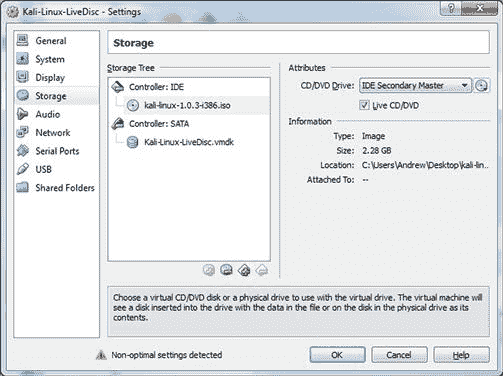 Kali-Linux-LiveDisc - Settings
General
System
Display
Storage
Audio
Network
Serial Ports
USB
Shared Folders
Storage
Storage Tree
Controller: IDE
kali-linux-1.0.3-i386.iso
Controller: SATA
Kali-Linux-LiveDisc.vmdk
Attributes
CD/DVD Drive: IDE Secondary Master
Live CD/DVD
Information
Type: Image
Size: 2.28 GB
Location: C:\Users\Andrew\Desktop\kali-lin...
Attached To: --
Choose a virtual CD/DVD disk or a physical drive to use with the virtual drive. The virtual machine will
see a disk inserted into the drive with the data in the file or on the disk in the physical drive as its
contents.
Non-optimal settings detected
OK
Cancel
Help